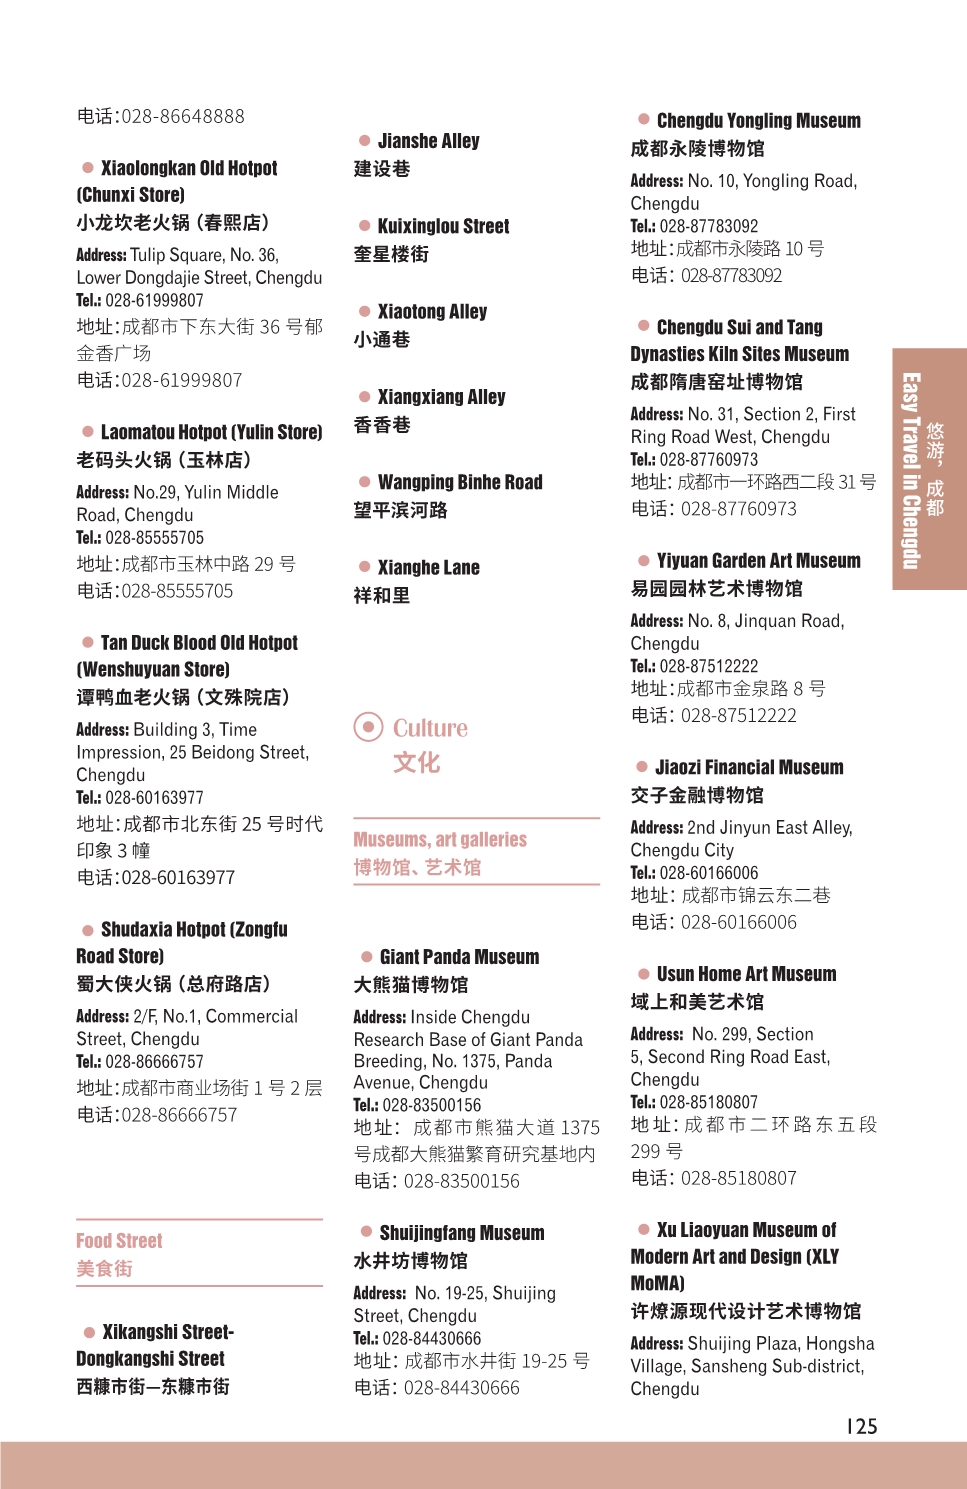 电话：028-86648888
● Xiaolongkan Old Hotpot
(Chunxi Store)
小龙坎老火锅（春熙店）
Address: Tulip Square, No. 36,
Lower Dongdajie Street, Chengdu
Tel.: 028-61999807
地址：成都市下东大街 36 号郁
金香广场
电话：028-61999807
● Laomatou Hotpot (Yulin Store)
老码头火锅（玉林店）
Address: No.29, Yulin Middle
Road, Chengdu
Tel.: 028-85555705
地址：成都市玉林中路 29 号
电话：028-85555705
● Tan Duck Blood Old Hotpot
(Wenshuyuan Store)
谭鸭血老火锅（文殊院店）
Address: Building 3, Time
Impression, 25 Beidong Street,
Chengdu
Tel.: 028-60163977
地址：成都市北东街 25 号时代
印象 3 幢
电话：028-60163977
● Shudaxia Hotpot (Zongfu
Road Store)
蜀大侠火锅（总府路店）
Address: 2/F, No.1, Commercial
Street, Chengdu
Tel.: 028-86666757
地址：成都市商业场街 1 号 2 层
电话：028-86666757
Food Street
美食街
● Xikangshi Street-
Dongkangshi Street
西糠市街—东糠市街
● Jianshe Alley
建设巷
● Kuixinglou Street
奎星楼街
● Xiaotong Alley
小通巷
● Xiangxiang Alley
香香巷
● Wangping Binhe Road
望平滨河路
● Xianghe Lane
祥和里
Culture
文化
Museums, art galleries
博物馆、艺术馆
● Giant Panda Museum
大熊猫博物馆
Address: Inside Chengdu
Research Base of Giant Panda
Breeding, No. 1375, Panda
Avenue, Chengdu
Tel.: 028-83500156
地址： 成都市熊猫大道 1375
号成都大熊猫繁育研究基地内
电话： 028-83500156
● Shuijingfang Museum
水井坊博物馆
Address: No. 19-25, Shuijing
Street, Chengdu
Tel.: 028-84430666
地址： 成都市水井街 19-25 号
电话： 028-84430666
● Chengdu Yongling Museum
成都永陵博物馆
Address: No. 10, Yongling Road,
Chengdu
Tel.: 028-87783092
地址：成都市永陵路 10 号
电话： 028-87783092
● Chengdu Sui and Tang
Dynasties Kiln Sites Museum
成都隋唐窑址博物馆
Address: No. 31, Section 2, First
Ring Road West, Chengdu
Tel.: 028-87760973
地址： 成都市一环路西二段 31 号
电话： 028-87760973
● Yiyuan Garden Art Museum
易园园林艺术博物馆
Address: No. 8, Jinquan Road,
Chengdu
Tel.: 028-87512222
地址：成都市金泉路 8 号
电话： 028-87512222
● Jiaozi Financial Museum
交子金融博物馆
Address: 2nd Jinyun East Alley,
Chengdu City
Tel.: 028-60166006
地址： 成都市锦云东二巷
电话： 028-60166006
● Usun Home Art Museum
域上和美艺术馆
Address: No. 299, Section
5, Second Ring Road East,
Chengdu
Tel.: 028-85180807
地址：成都市二环路东五段
299 号
电话： 028-85180807
● Xu Liaoyuan Museum of
Modern Art and Design (XLY
MoMA)
许燎源现代设计艺术博物馆
Address: Shuijing Plaza, Hongsha
Village, Sansheng Sub-district,
Chengdu
悠游，成都
Easy Travel in Chengdu
125